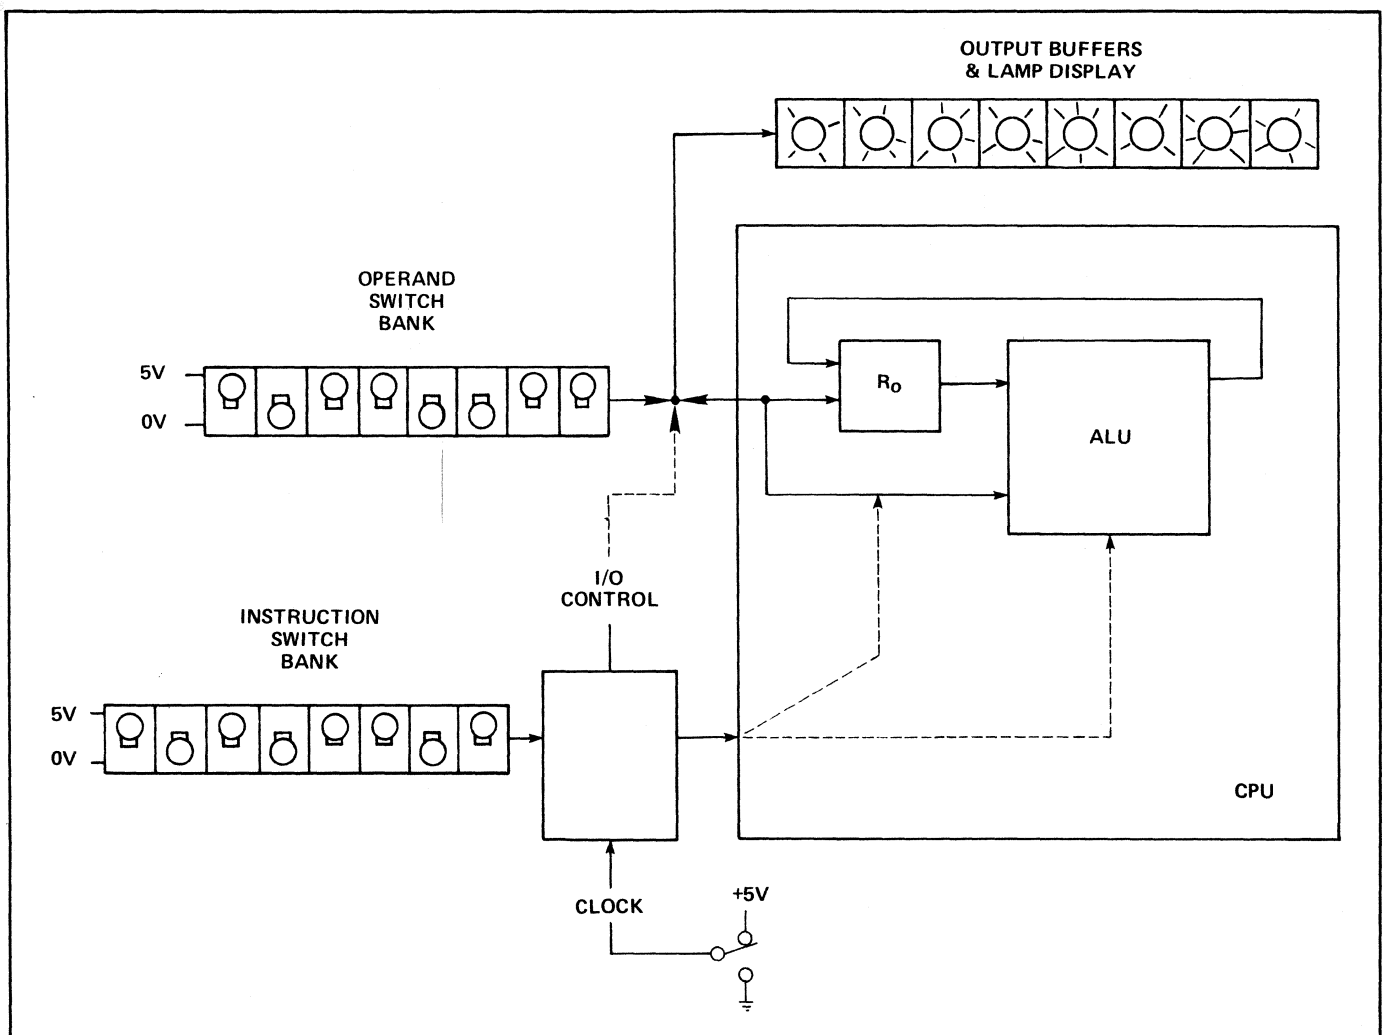 OUTPUT BUFFERS
& LAMP DISPLAY
OPERAND
SWITCH
BANK
5V
0V
Ro
ALU
I/O
CONTROL
INSTRUCTION
SWITCH
BANK
5V
0V
CPU
CLOCK
+5V